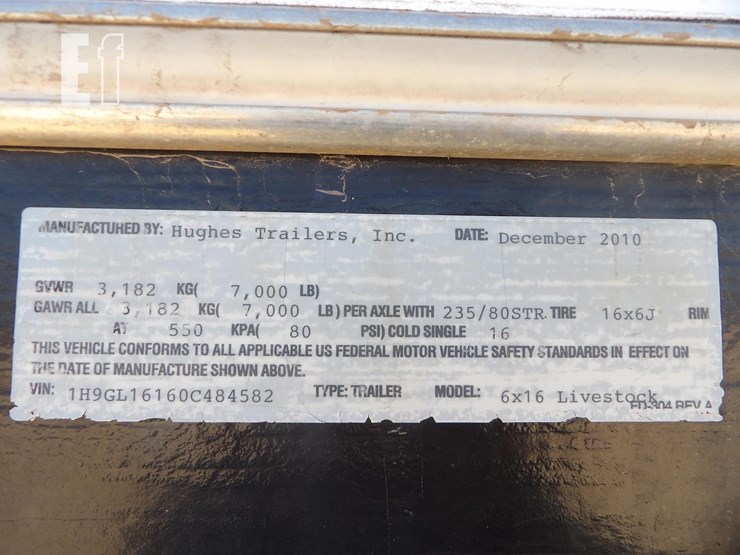 Ef
MANUFACTURED BY: Hughes Trailers, Inc. DATE: December 2010
GVWR 3,182 KG( 7,000 LB)
GAWR ALL 3,182 KG( 7,000 LB) PER AXLE WITH 235/80STR TIRE 16x6J RIM
AT 550 KPA( 80 PSI) COLD SINGLE 16
THIS VEHICLE CONFORMS TO ALL APPLICABLE US FEDERAL MOTOR VEHICLE SAFETY STANDARDS IN EFFECT ON
THE DATE OF MANUFACTURE SHOWN ABOVE.
VIN: 1H9GL16160C484582 TYPE: TRAILER MODEL: 6x16 Livestock
FD-304 REV A